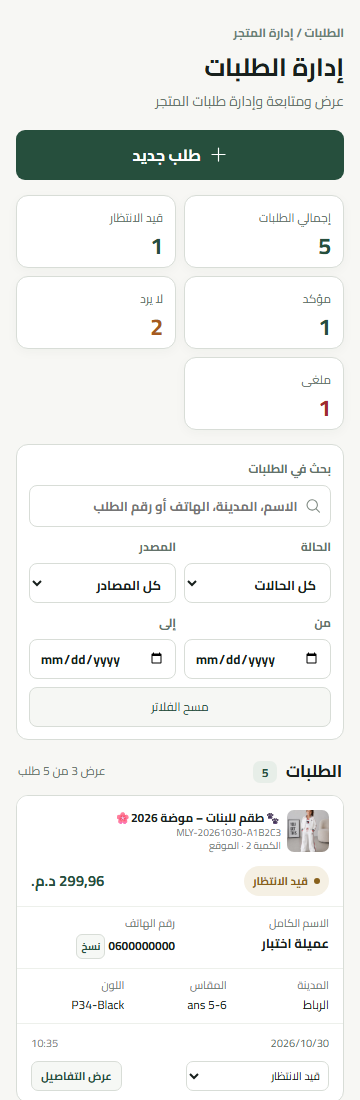 الطلبات / إدارة المتجر
إدارة الطلبات
عرض ومتابعة وإدارة طلبات المتجر
طلب جديد
إجمالي الطلبات
5
قيد الانتظار
1
مؤكد
1
لا يرد
2
ملغى
1
بحث في الطلبات
الاسم، المدينة، الهاتف أو رقم الطلب
الحالة
المصدر
كل الحالات
كل المصادر
من
إلى
mm/dd/yyyy
mm/dd/yyyy
مسح الفلاتر
الطلبات 5
عرض 3 من 5 طلب
🐾 طقم للبنات – موضة 2026 🌸
MLY-20261030-A1B2C3
الكمية 2 · الموقع
قيد الانتظار
299,96 د.م.
الاسم الكامل
عميلة اختبار
رقم الهاتف
0600000000 نسخ
المدينة
الرباط
المقاس
5-6 ans
اللون
P34-Black
2026/10/30
10:35
قيد الانتظار
عرض التفاصيل